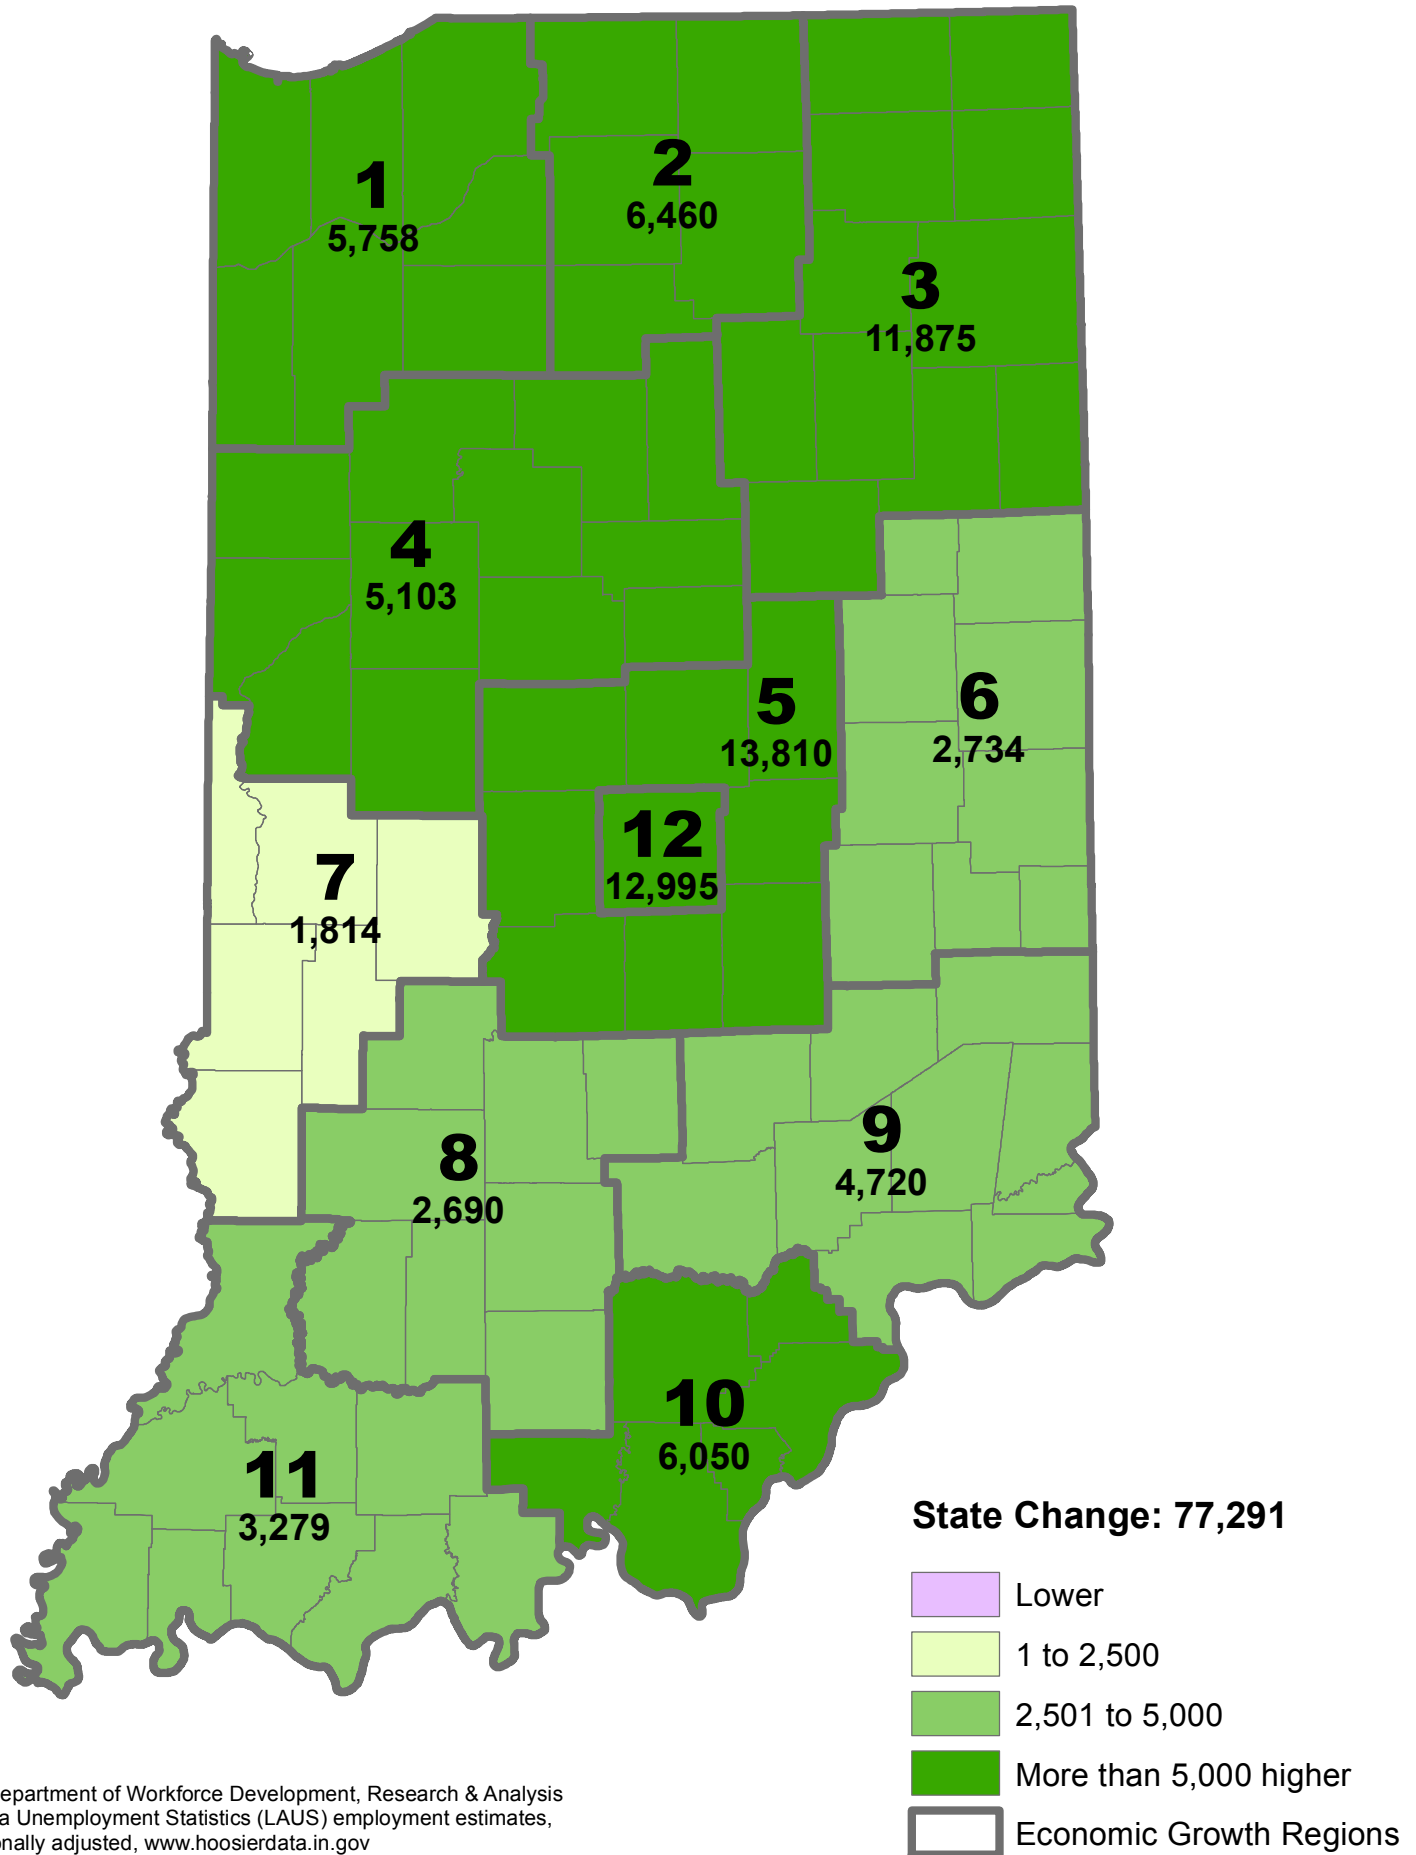 1
5,758
2
6,460
3
11,875
4
5,103
5
13,810
6
2,734
12
12,995
7
1,814
8
2,690
9
4,720
10
6,050
11
3,279
State Change: 77,291
Lower
1 to 2,500
2,501 to 5,000
More than 5,000 higher
Economic Growth Regions
epartment of Workforce Development, Research & Analysis
a Unemployment Statistics (LAUS) employment estimates,
onally adjusted, www.hoosierdata.in.gov